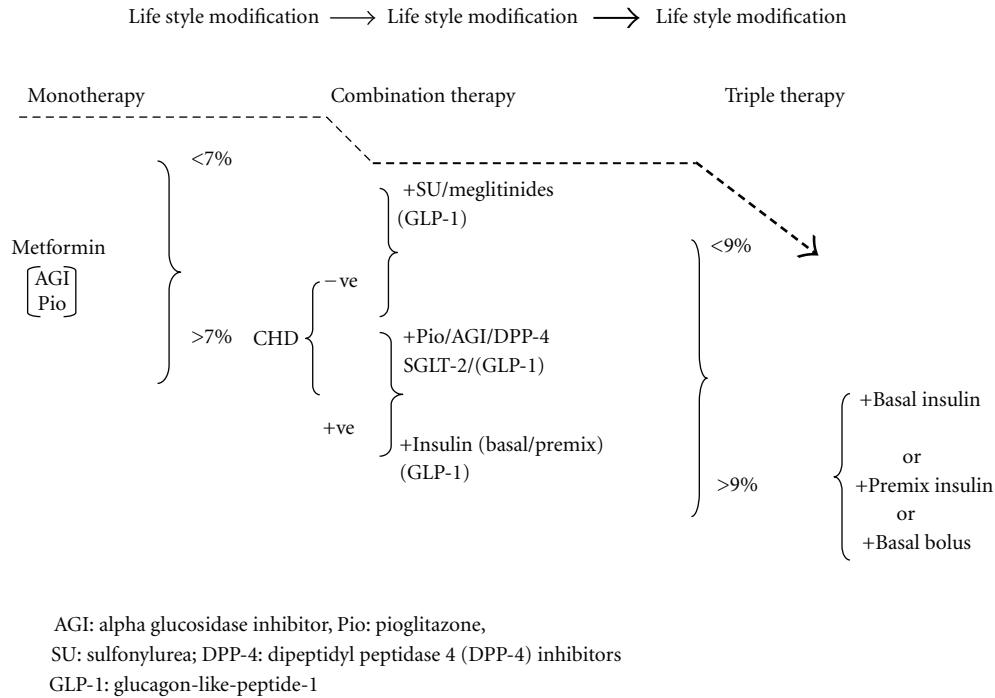 Life style modification → Life style modification → Life style modification
Monotherapy
Combination therapy
Triple therapy
Metformin
AGI
Pio
<7%
>7%
CHD
−ve
+ve
+SU/meglitinides
(GLP-1)
+Pio/AGI/DPP-4
SGLT-2/(GLP-1)
+Insulin (basal/premix)
(GLP-1)
<9%
>9%
+Basal insulin
or
+Premix insulin
or
+Basal bolus
AGI: alpha glucosidase inhibitor, Pio: pioglitazone,
SU: sulfonylurea; DPP-4: dipeptidyl peptidase 4 (DPP-4) inhibitors
GLP-1: glucagon-like-peptide-1